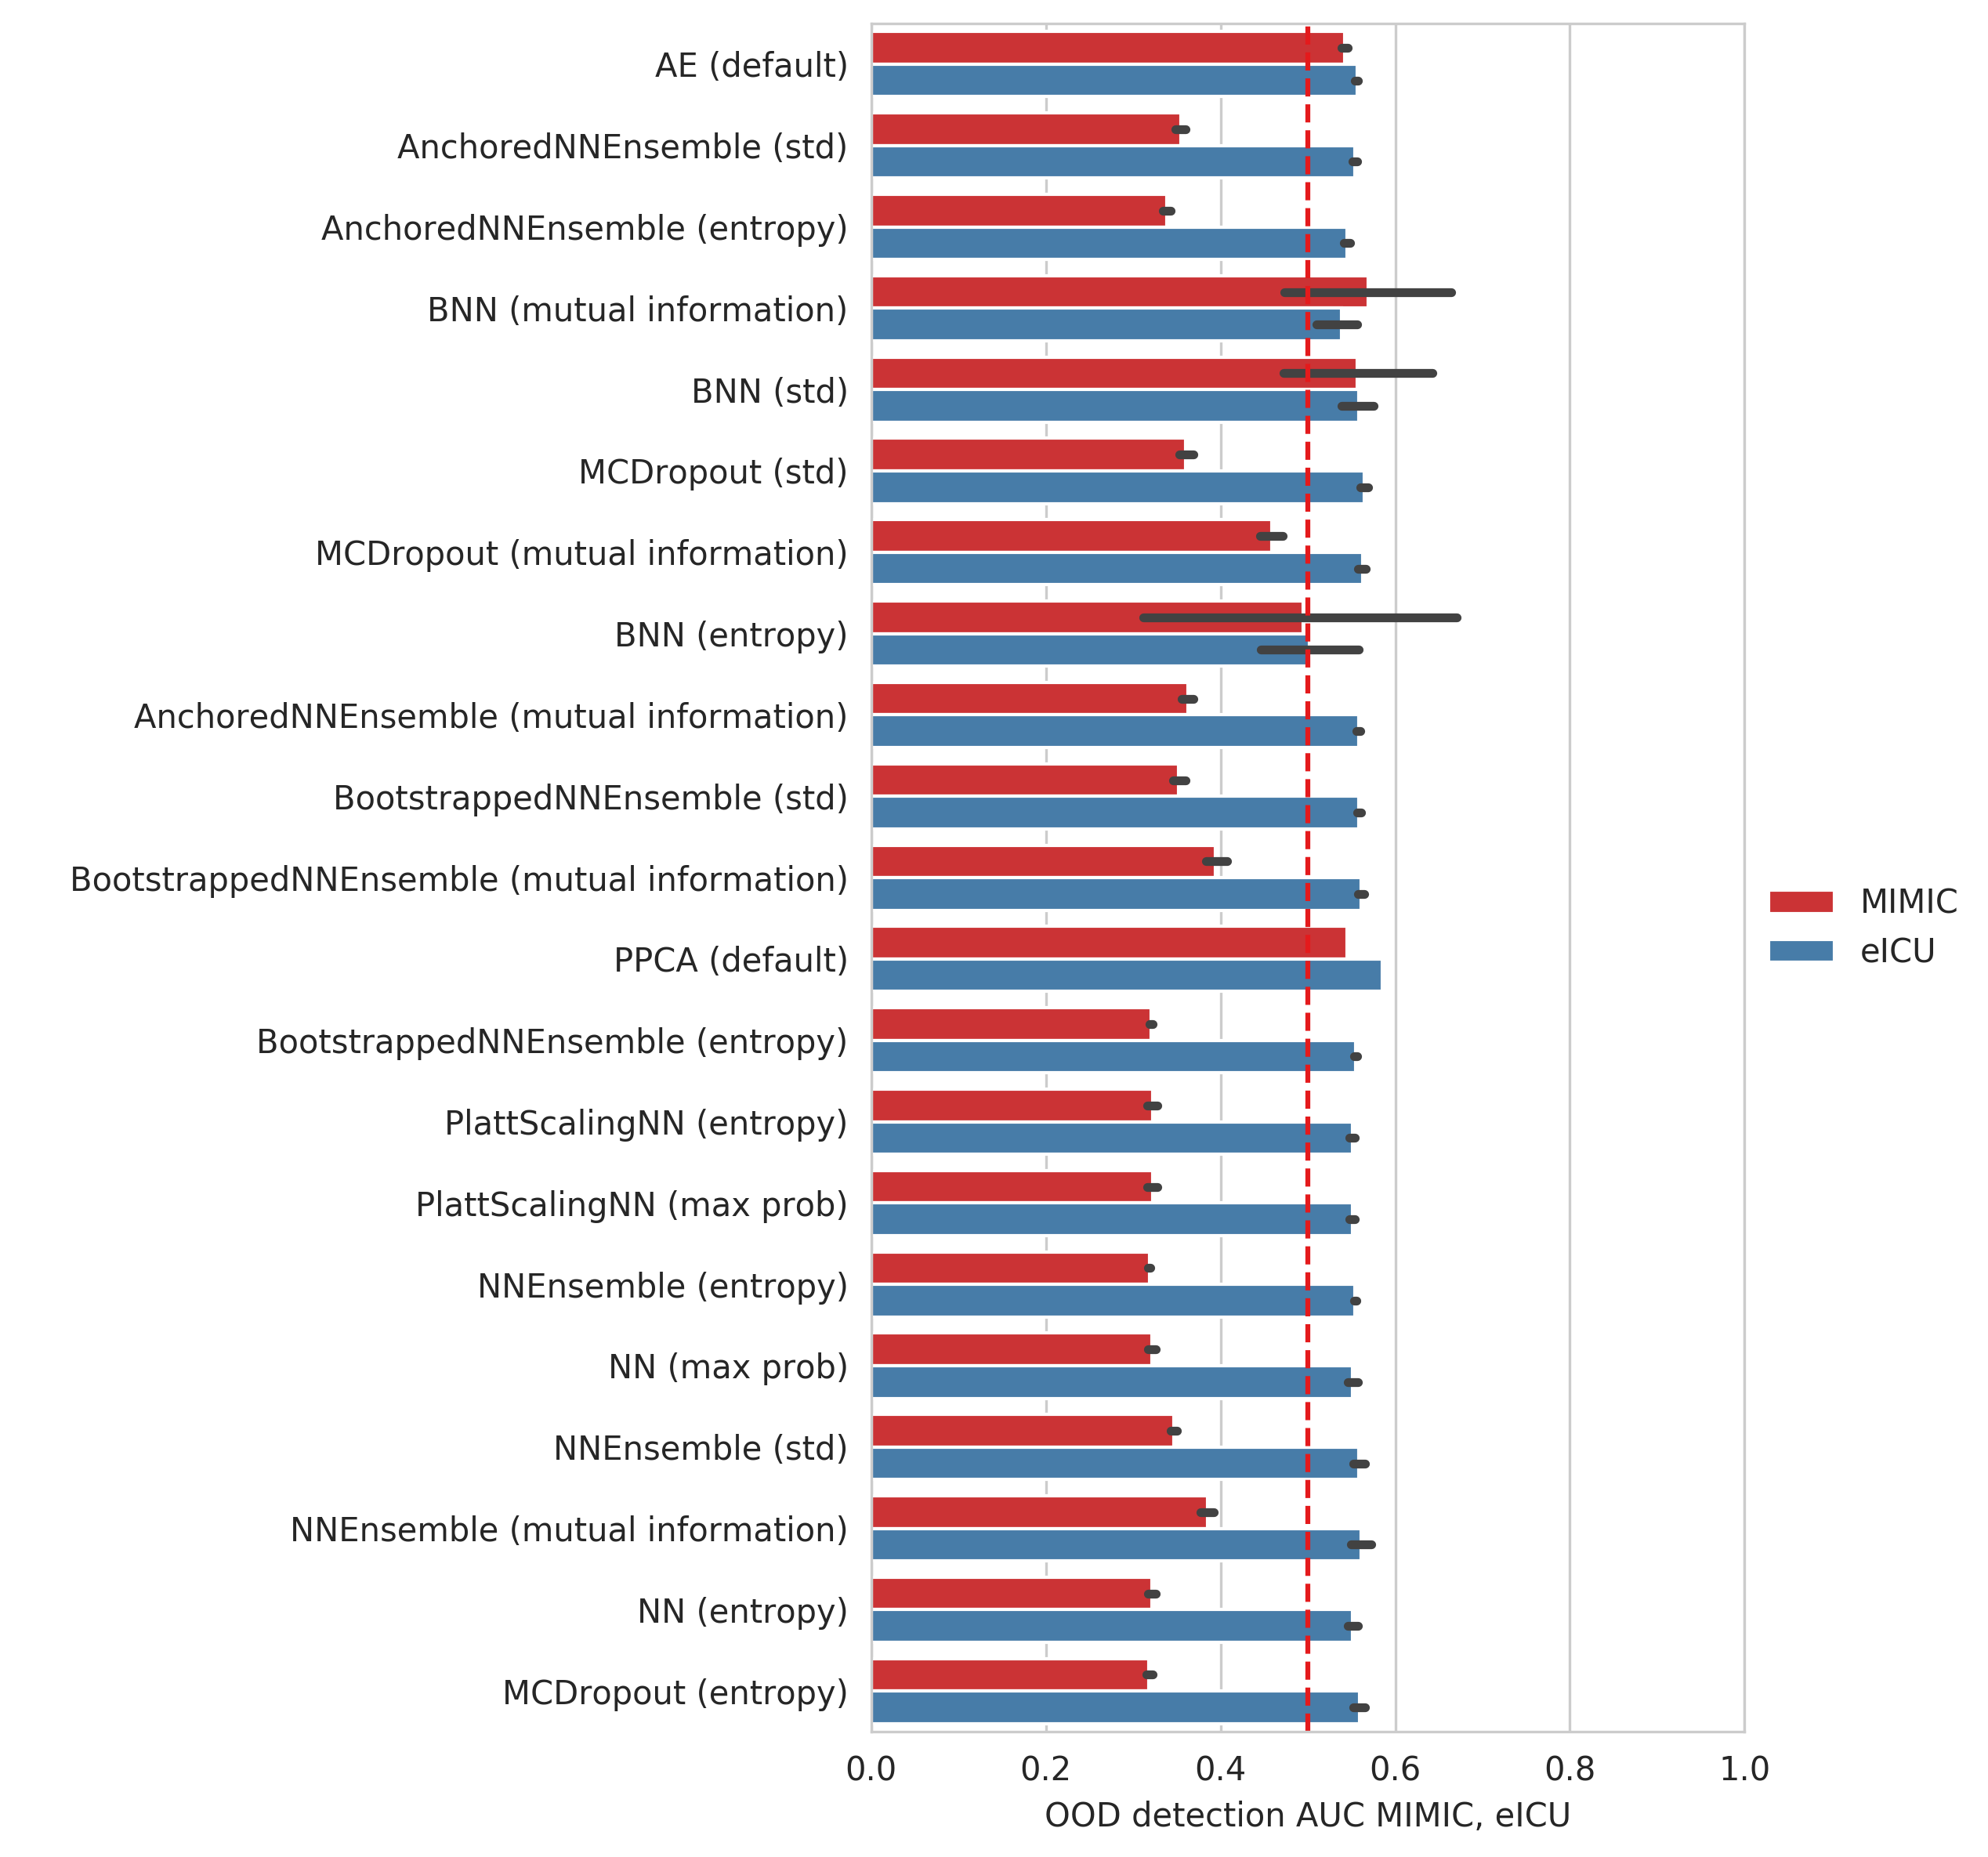 AE (default)
AnchoredNNEnsemble (std)
AnchoredNNEnsemble (entropy)
BNN (mutual information)
BNN (std)
MCDropout (std)
MCDropout (mutual information)
BNN (entropy)
AnchoredNNEnsemble (mutual information)
BootstrappedNNEnsemble (std)
BootstrappedNNEnsemble (mutual information)
PPCA (default)
BootstrappedNNEnsemble (entropy)
PlattScalingNN (entropy)
PlattScalingNN (max prob)
NNEnsemble (entropy)
NN (max prob)
NNEnsemble (std)
NNEnsemble (mutual information)
NN (entropy)
MCDropout (entropy)
MIMIC
eICU
0.0 0.2 0.4 0.6 0.8 1.0
OOD detection AUC MIMIC, eICU